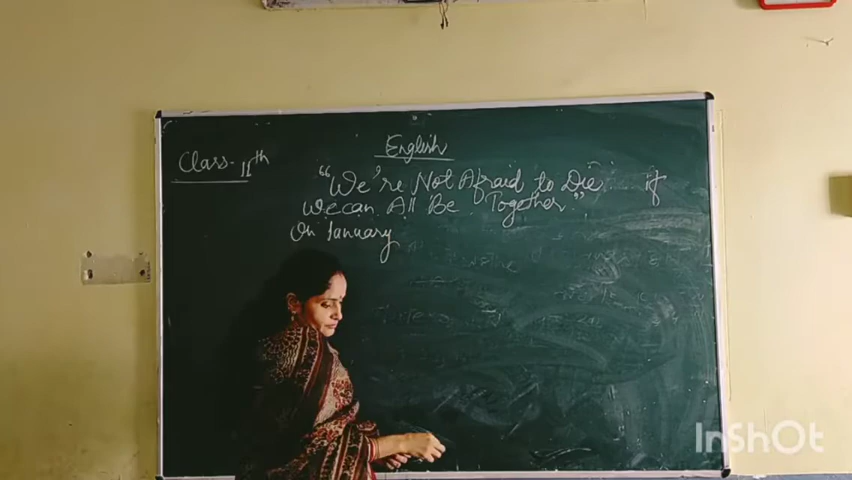 English
Class- 11th
"We're Not Afraid to Die... if
We can All Be Together"
On January
InShOt